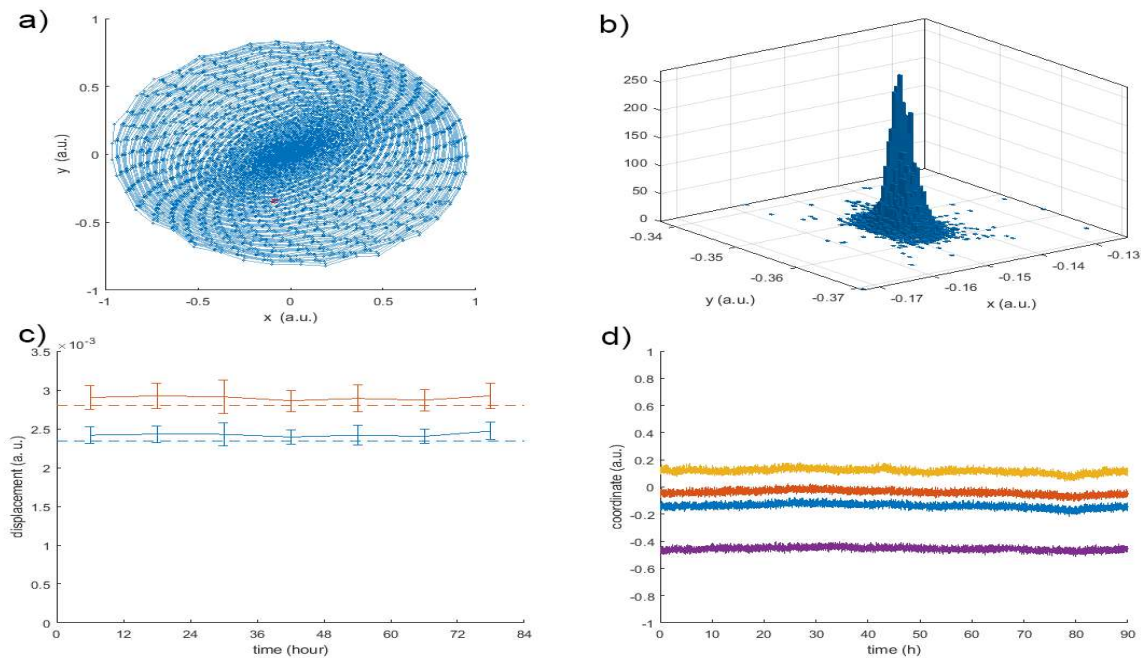 a)
1
0.5
0
-0.5
-1
y (a.u.)
-1 -0.5 0 0.5 1
x (a.u.)
b)
250
200
150
100
50
0
-0.34
-0.35
-0.36
-0.37
y (a.u.)
-0.17 -0.16 -0.15 -0.14 -0.13
x (a.u.)
c)
× 10⁻³
3.5
3
2.5
2
1.5
1
0.5
0
displacement (a. u.)
0 12 24 36 48 60 72 84
time (hour)
d)
1
0.8
0.6
0.4
0.2
0
-0.2
-0.4
-0.6
-0.8
-1
coordinate (a.u.)
0 10 20 30 40 50 60 70 80 90
time (h)